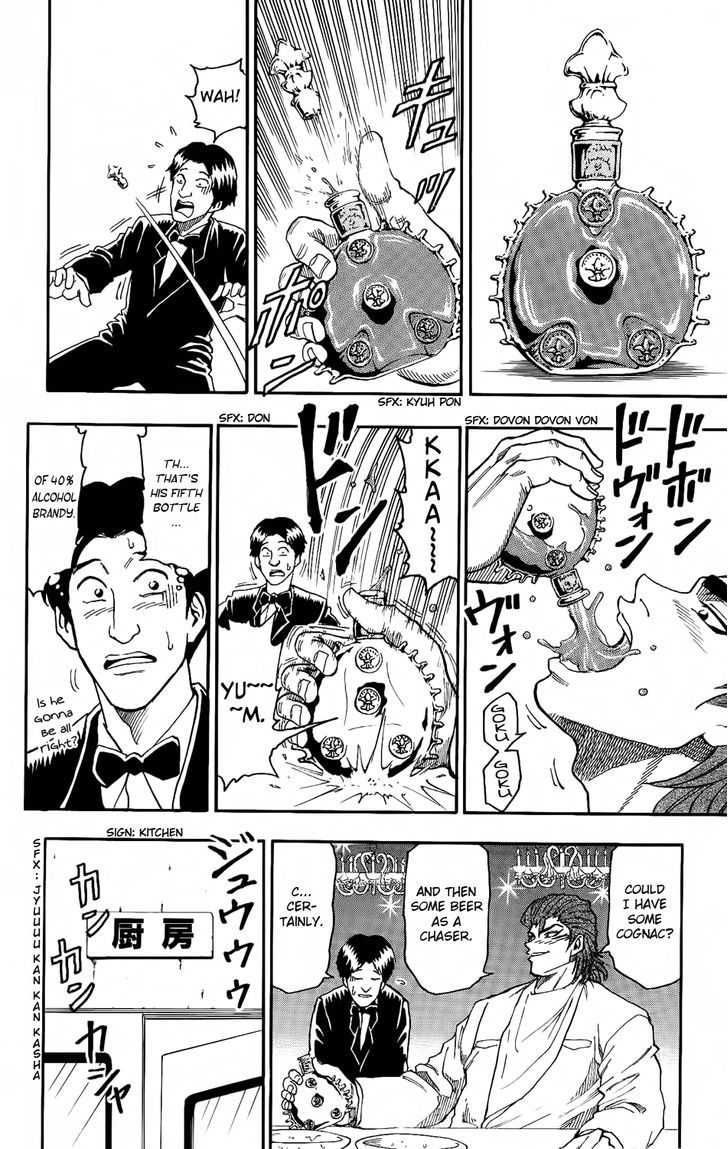 キュッ
ポン
SFX: KYUH PON
WAH!
ドボン
ドヴォン
ヴォン
SFX: DOVON DOVON VON
GOKU
GOKU
SFX: DON
ドン
KKAA~~~
YU~~~
~M.
TH...
THAT'S
HIS FIFTH
BOTTLE
...
OF 40%
ALCOHOL
BRANDY.
Is he
Gonna
Be all
right?
COULD
I HAVE
SOME
COGNAC?
AND THEN
SOME BEER
AS A
CHASER.
C...
CER-
TAINLY.
SIGN: KITCHEN
ジュウウウゥ
カン
カン
厨房
カシャ
SFX: JYUUUU KAN KAN KASHA